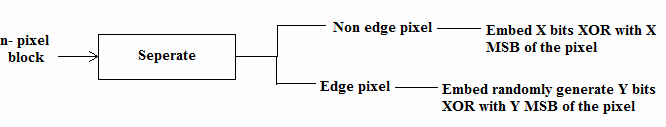 n- pixel
block
Seperate
Non edge pixel
Embed X bits XOR with X
MSB of the pixel
Edge pixel
Embed randomly generate Y bits
XOR with Y MSB of the pixel